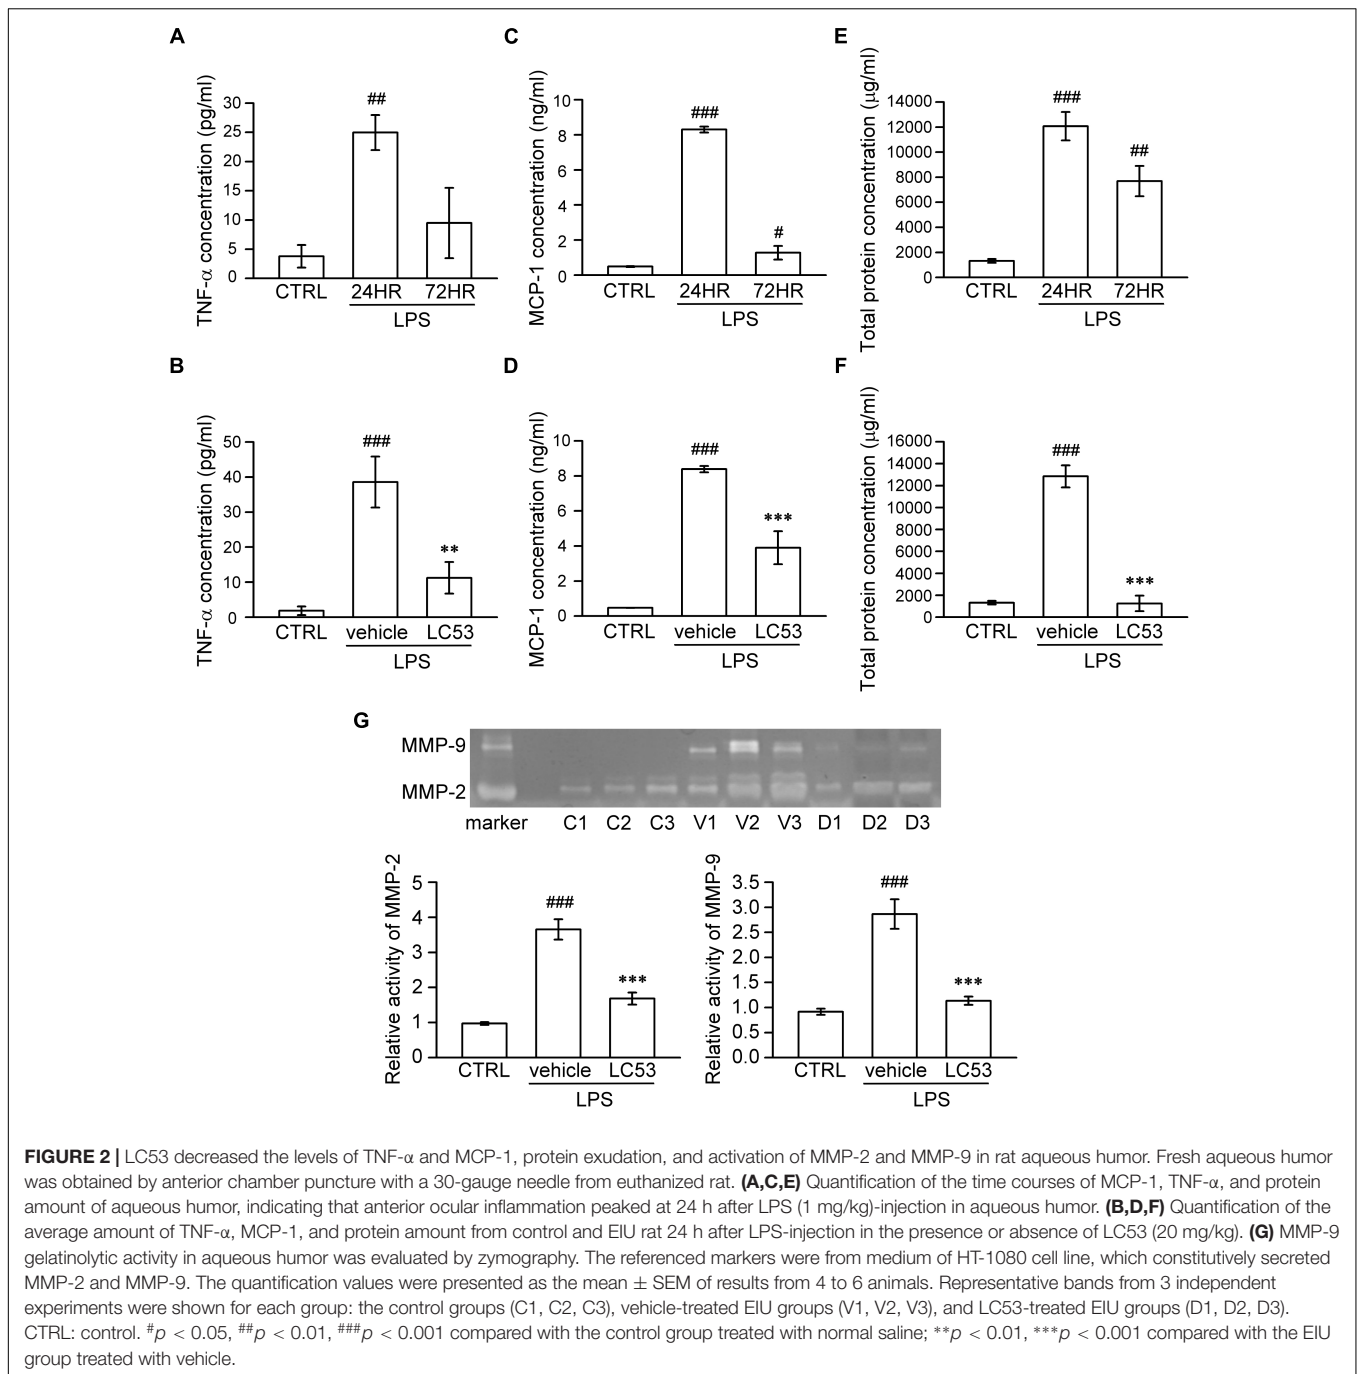 A
TNF-α concentration (pg/ml)
30
25
20
15
10
5
0
##
CTRL 24HR 72HR
LPS
C
MCP-1 concentration (ng/ml)
10
8
6
4
2
0
###
#
CTRL 24HR 72HR
LPS
E
Total protein concentration (µg/ml)
14000
12000
10000
8000
6000
4000
2000
0
###
##
CTRL 24HR 72HR
LPS
B
TNF-α concentration (pg/ml)
50
40
30
20
10
0
###
**
CTRL vehicle LC53
LPS
D
MCP-1 concentration (ng/ml)
10
8
6
4
2
0
###
***
CTRL vehicle LC53
LPS
F
Total protein concentration (µg/ml)
16000
14000
12000
10000
8000
6000
4000
2000
0
###
***
CTRL vehicle LC53
LPS
G
MMP-9
MMP-2
marker C1 C2 C3 V1 V2 V3 D1 D2 D3
Relative activity of MMP-2
5
4
3
2
1
0
###
***
CTRL vehicle LC53
LPS
Relative activity of MMP-9
3.5
3.0
2.5
2.0
1.5
1.0
0.5
0.0
###
***
CTRL vehicle LC53
LPS
FIGURE 2 | LC53 decreased the levels of TNF-α and MCP-1, protein exudation, and activation of MMP-2 and MMP-9 in rat aqueous humor. Fresh aqueous humor
was obtained by anterior chamber puncture with a 30-gauge needle from euthanized rat. (A,C,E) Quantification of the time courses of MCP-1, TNF-α, and protein
amount of aqueous humor, indicating that anterior ocular inflammation peaked at 24 h after LPS (1 mg/kg)-injection in aqueous humor. (B,D,F) Quantification of the
average amount of TNF-α, MCP-1, and protein amount from control and EIU rat 24 h after LPS-injection in the presence or absence of LC53 (20 mg/kg). (G) MMP-9
gelatinolytic activity in aqueous humor was evaluated by zymography. The referenced markers were from medium of HT-1080 cell line, which constitutively secreted
MMP-2 and MMP-9. The quantification values were presented as the mean ± SEM of results from 4 to 6 animals. Representative bands from 3 independent
experiments were shown for each group: the control groups (C1, C2, C3), vehicle-treated EIU groups (V1, V2, V3), and LC53-treated EIU groups (D1, D2, D3).
CTRL: control. #p < 0.05, ##p < 0.01, ###p < 0.001 compared with the control group treated with normal saline; **p < 0.01, ***p < 0.001 compared with the EIU
group treated with vehicle.